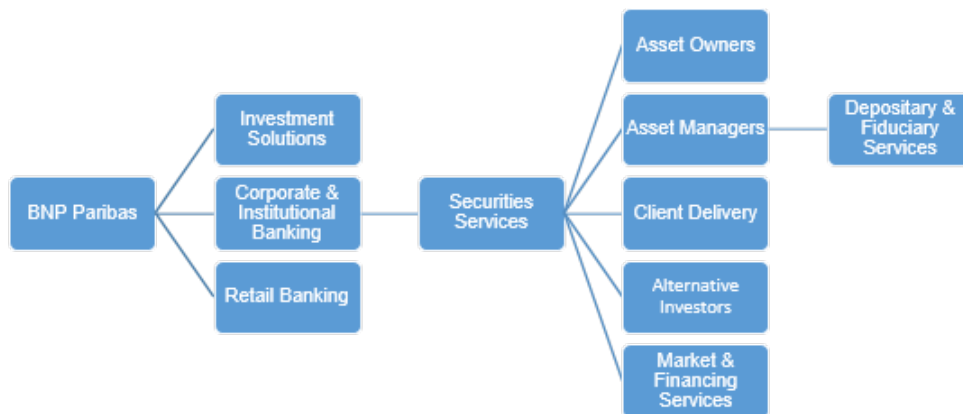 Asset Owners
Investment
Solutions
Asset Managers
Depositary &
Fiduciary
Services
BNP Paribas
Corporate &
Institutional
Banking
Securities
Services
Client Delivery
Retail Banking
Alternative
Investors
Market &
Financing
Services